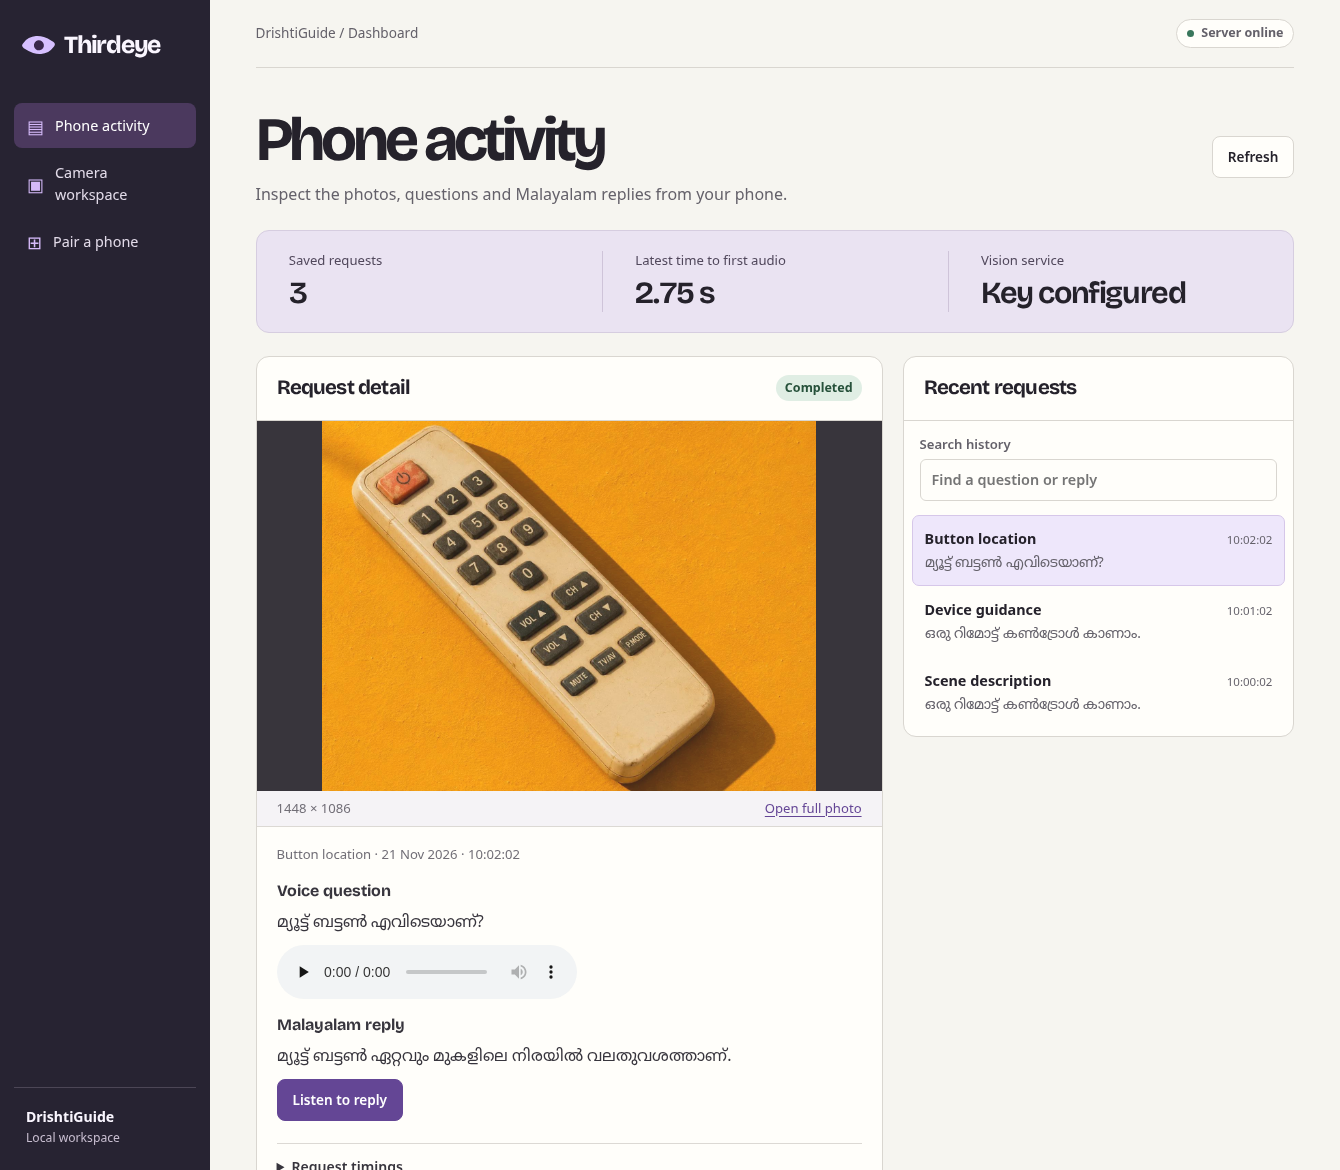 Thirdeye
Phone activity
Camera
workspace
Pair a phone
DrishtiGuide
Local workspace
DrishtiGuide / Dashboard
Server online
Phone activity
Inspect the photos, questions and Malayalam replies from your phone.
Refresh
Saved requests
3
Latest time to first audio
2.75 s
Vision service
Key configured
Request detail
Completed
1
2
3
4
5
6
7
8
9
0
VOL ▲
CH ▲
VOL ▼
CH ▼
MUTE
TV/AV
P.MODE
1448 × 1086
Open full photo
Button location · 21 Nov 2026 · 10:02:02
Voice question
മ്യൂട്ട് ബട്ടൺ എവിടെയാണ്?
0:00 / 0:00
Malayalam reply
മ്യൂട്ട് ബട്ടൺ ഏറ്റവും മുകളിലെ നിരയിൽ വലതുവശത്താണ്.
Listen to reply
Request timings
Recent requests
Search history
Find a question or reply
Button location 10:02:02
മ്യൂട്ട് ബട്ടൺ എവിടെയാണ്?
Device guidance 10:01:02
ഒരു റിമോട്ട് കൺട്രോൾ കാണാം.
Scene description 10:00:02
ഒരു റിമോട്ട് കൺട്രോൾ കാണാം.